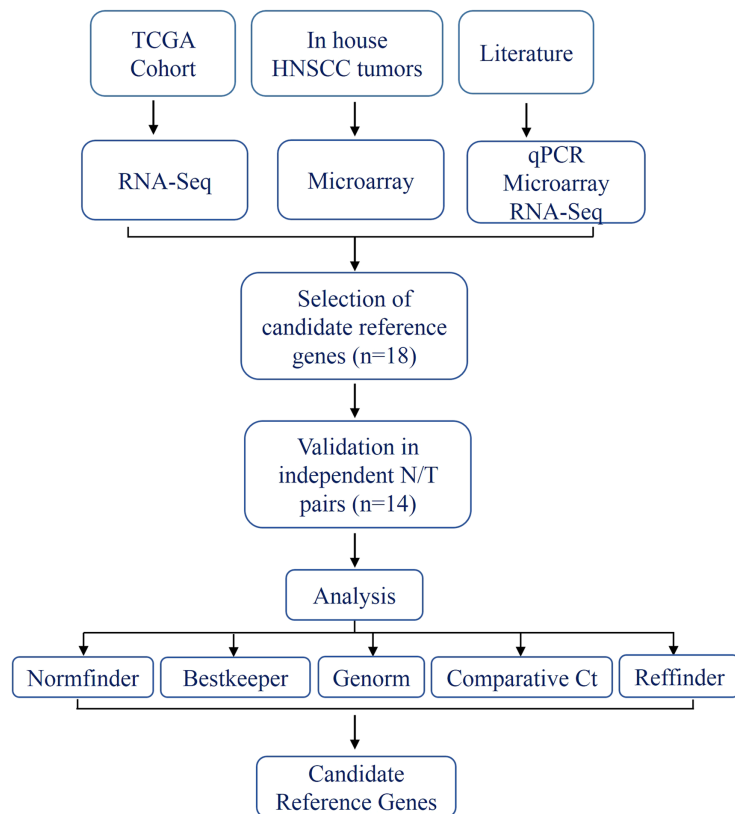 TCGA
Cohort
In house
HNSCC tumors
Literature
RNA-Seq
Microarray
qPCR
Microarray
RNA-Seq
Selection of
candidate reference
genes (n=18)
Validation in
independent N/T
pairs (n=14)
Analysis
Normfinder
Bestkeeper
Genorm
Comparative Ct
Reffinder
Candidate
Reference Genes